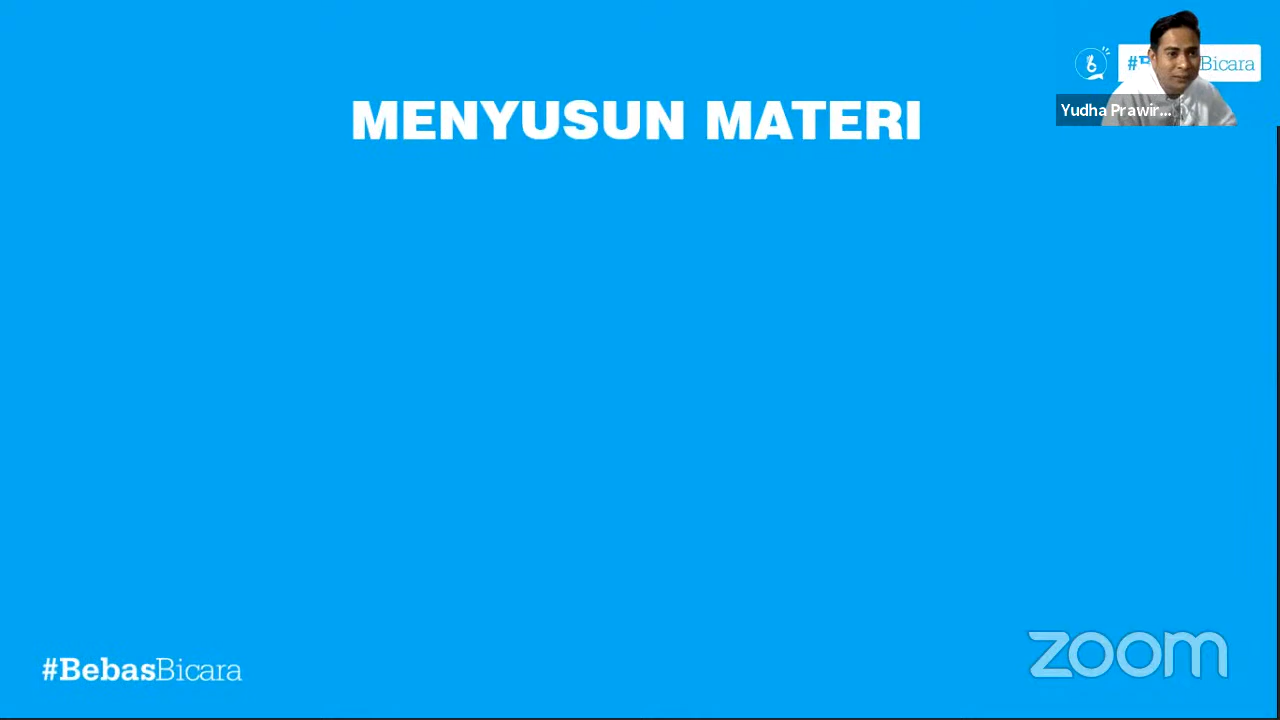 MENYUSUN MATERI
Bicara
Yudha Prawir...
#BebasBicara
zoom